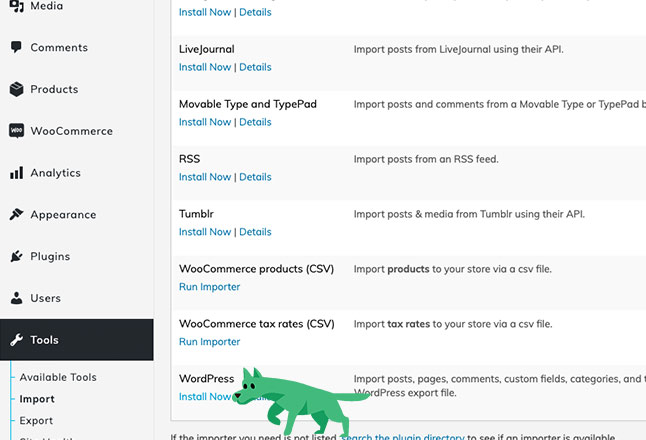 Media
Comments
Products
WooCommerce
Analytics
Appearance
Plugins
Users
Tools
Available Tools
Import
Export
Install Now | Details
LiveJournal
Import posts from LiveJournal using their API.
Install Now | Details
Movable Type and TypePad
Import posts and comments from a Movable Type or TypePad
Install Now | Details
RSS
Import posts from an RSS feed.
Install Now | Details
Tumblr
Import posts & media from Tumblr using their API.
Install Now | Details
WooCommerce products (CSV)
Import products to your store via a csv file.
Run Importer
WooCommerce tax rates (CSV)
Import tax rates to your store via a csv file.
Run Importer
WordPress
Import posts, pages, comments, custom fields, categories, and
WordPress export file.
Install Now
If the importer you need is not listed, search the plugin directory to see if an importer is available.